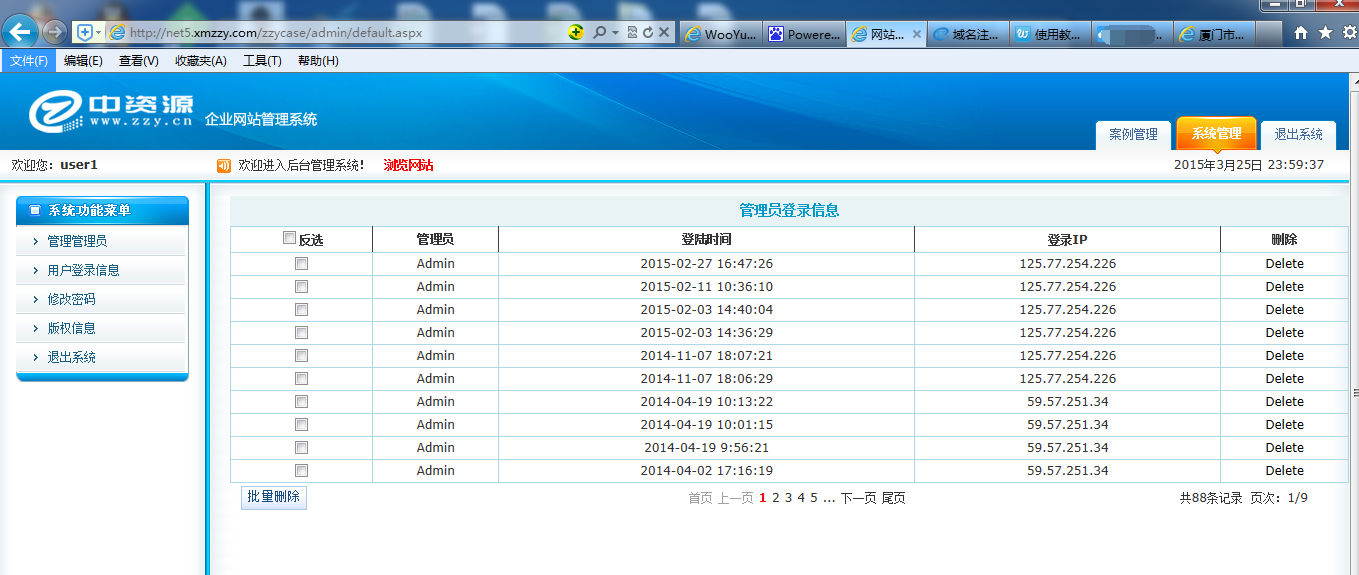 http://net5.xmzzy.com/zzycase/admin/default.aspx
WooYu...
Powere...
网站...
域名注...
使用教...
厦门市...
文件(F) 编辑(E) 查看(V) 收藏夹(A) 工具(T) 帮助(H)
中资源
www.zzy.cn
企业网站管理系统
案例管理 系统管理 退出系统
欢迎您: user1 欢迎进入后台管理系统! 浏览网站 2015年3月25日 23:59:37
系统功能菜单
管理管理员
用户登录信息
修改密码
版权信息
退出系统
管理员登录信息
反选 管理员 登陆时间 登录IP 删除
Admin 2015-02-27 16:47:26 125.77.254.226 Delete
Admin 2015-02-11 10:36:10 125.77.254.226 Delete
Admin 2015-02-03 14:40:04 125.77.254.226 Delete
Admin 2015-02-03 14:36:29 125.77.254.226 Delete
Admin 2014-11-07 18:07:21 125.77.254.226 Delete
Admin 2014-11-07 18:06:29 125.77.254.226 Delete
Admin 2014-04-19 10:13:22 59.57.251.34 Delete
Admin 2014-04-19 10:01:15 59.57.251.34 Delete
Admin 2014-04-19 9:56:21 59.57.251.34 Delete
Admin 2014-04-02 17:16:19 59.57.251.34 Delete
批量删除 首页 上一页 1 2 3 4 5 ... 下一页 尾页 共88条记录 页次: 1/9